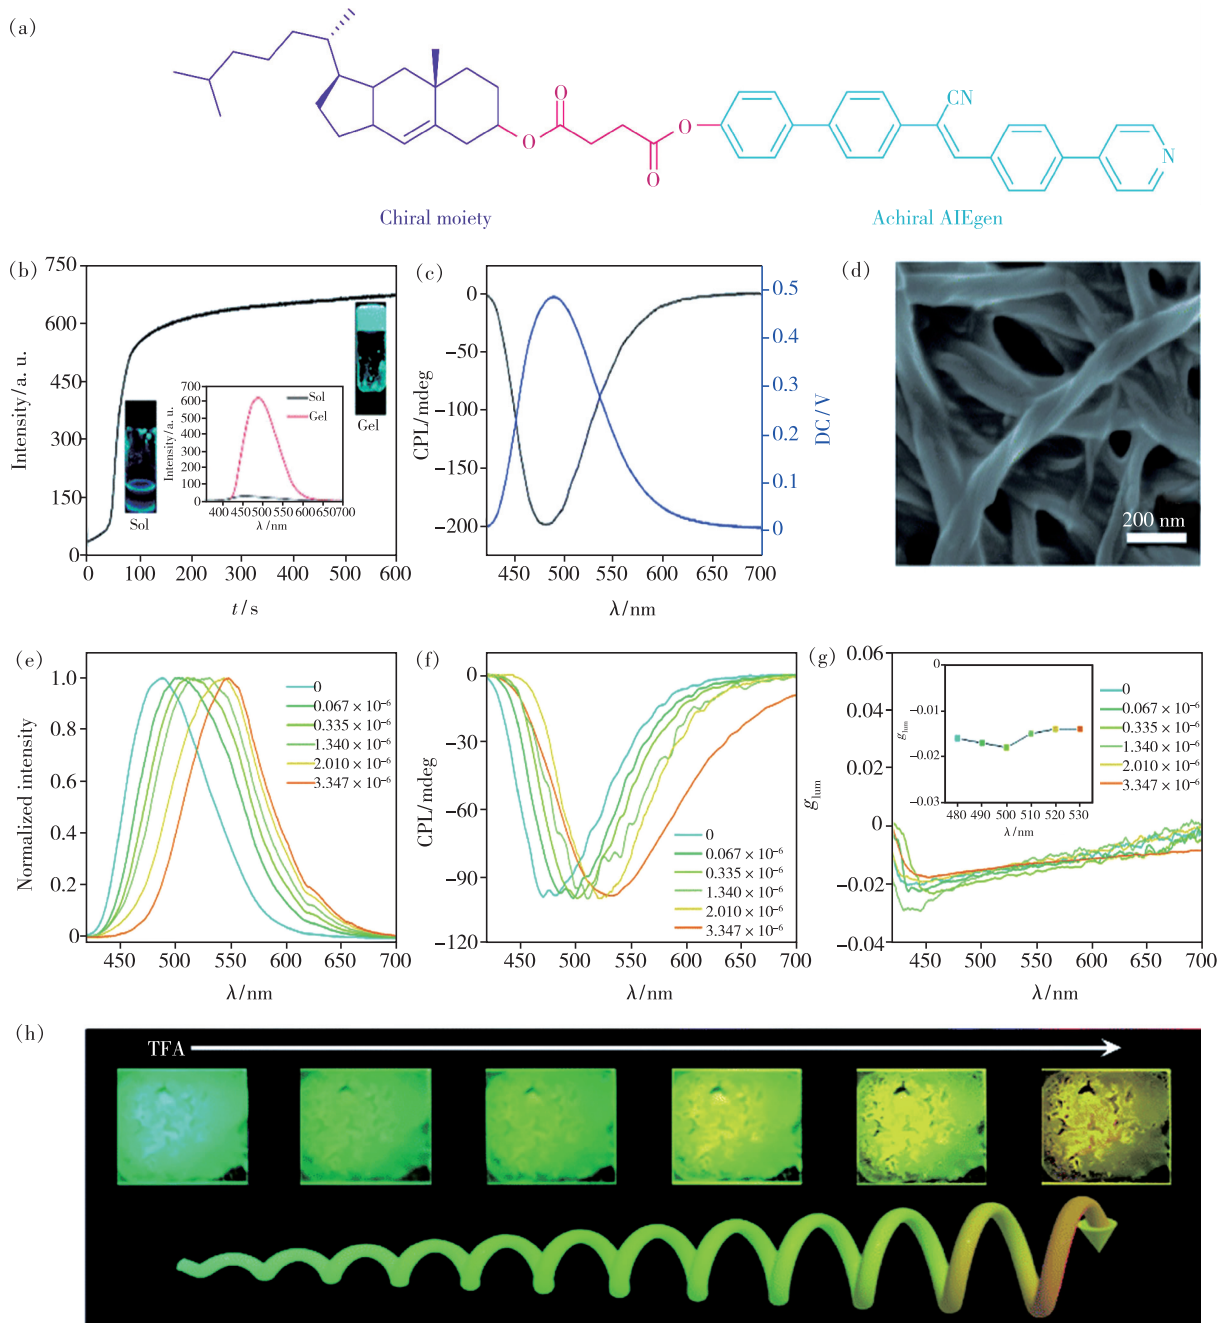 (a)
CN
O
O
O
O
N
Chiral moiety
Achiral AIEgen
(b)
750
600
450
300
150
0
Intensity/a. u.
0 100 200 300 400 500 600
t/s
Sol
Gel
700
600
500
400
300
200
100
0
Intensity/a. u.
Sol
Gel
400 450 500 550 600 650 700
λ/nm
(c)
0
−50
−100
−150
−200
CPL/mdeg
0.5
0.4
0.3
0.2
0.1
0
DC/V
450 500 550 600 650 700
λ/nm
(d)
200 nm
(e)
1.0
0.8
0.6
0.4
0.2
0
Normalized intensity
0
0.067 × 10⁻⁶
0.335 × 10⁻⁶
1.340 × 10⁻⁶
2.010 × 10⁻⁶
3.347 × 10⁻⁶
450 500 550 600 650 700
λ/nm
(f)
0
−30
−60
−90
−120
CPL/mdeg
0
0.067 × 10⁻⁶
0.335 × 10⁻⁶
1.340 × 10⁻⁶
2.010 × 10⁻⁶
3.347 × 10⁻⁶
450 500 550 600 650 700
λ/nm
(g)
0.06
0.04
0.02
0
−0.02
−0.04
g_lum
0
−0.01
−0.02
−0.03
g_lum
480 490 500 510 520 530
λ/nm
0
0.067 × 10⁻⁶
0.335 × 10⁻⁶
1.340 × 10⁻⁶
2.010 × 10⁻⁶
3.347 × 10⁻⁶
450 500 550 600 650 700
λ/nm
(h)
TFA